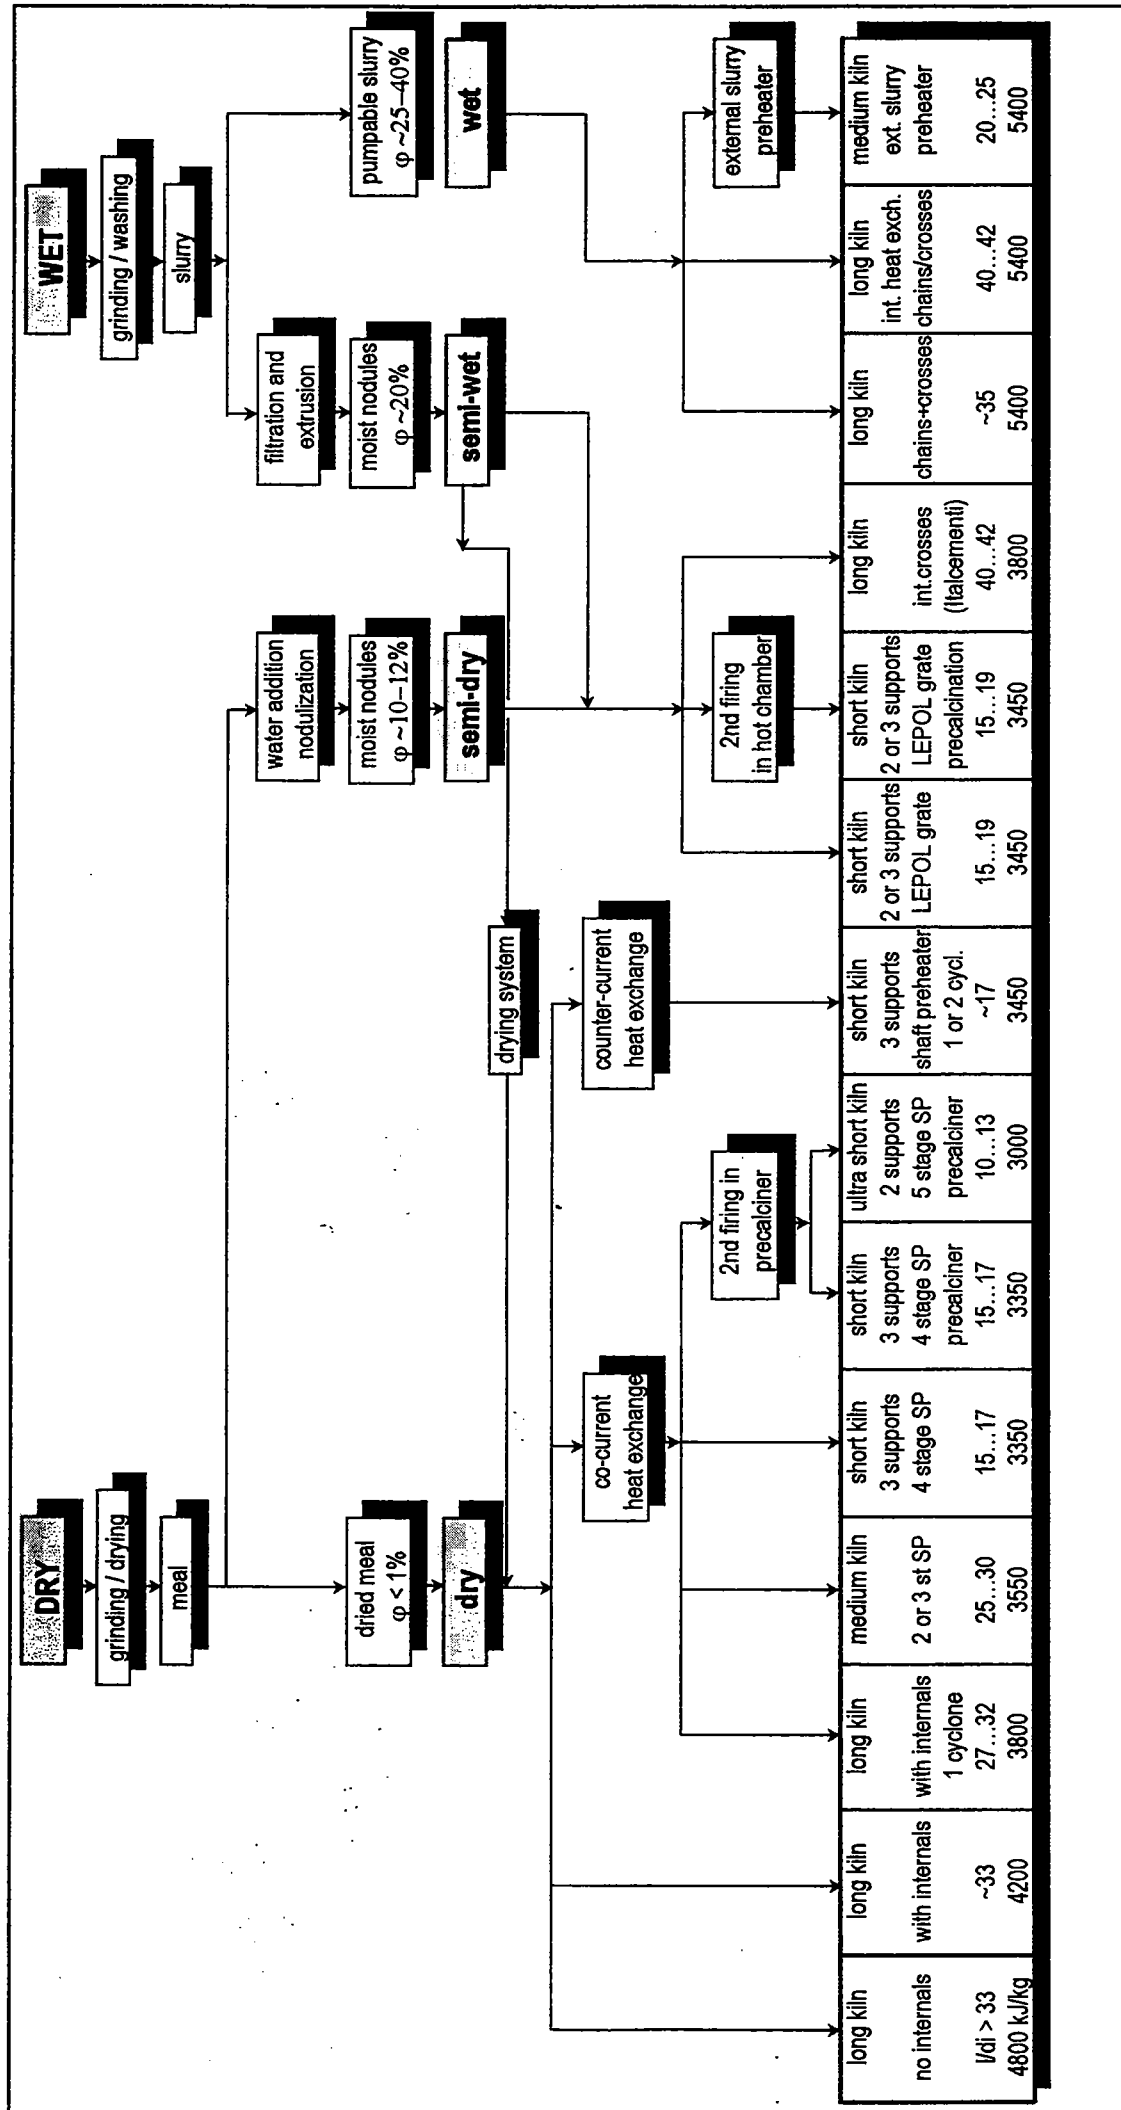 DRY
grinding / drying
meal
WET
grinding / washing
slurry
water addition
nodulization
filtration and
extrusion
dried meal
φ < 1%
moist nodules
φ ~10–12%
moist nodules
φ ~20%
pumpable slurry
φ ~25–40%
dry
semi-dry
semi-wet
wet
drying system
co-current
heat exchange
counter-current
heat exchange
2nd firing in
precalciner
2nd firing
in hot chamber
external slurry
preheater
long kiln
no internals
l/di > 33
4800 kJ/kg
long kiln
with internals
~33
4200
long kiln
with internals
1 cyclone
27...32
3800
medium kiln
2 or 3 st SP
25...30
3550
short kiln
3 supports
4 stage SP
15...17
3350
short kiln
3 supports
4 stage SP
precalciner
15...17
3350
ultra short kiln
2 supports
5 stage SP
precalciner
10...13
3000
short kiln
3 supports
shaft preheater
1 or 2 cycl.
~17
3450
short kiln
2 or 3 supports
LEPOL grate
15...19
3450
short kiln
2 or 3 supports
LEPOL grate
precalcination
15...19
3450
long kiln
int.crosses
(Italcementi)
40...42
3800
long kiln
chains+crosses
~35
5400
long kiln
int. heat exch.
chains/crosses
40...42
5400
medium kiln
ext. slurry
preheater
20...25
5400